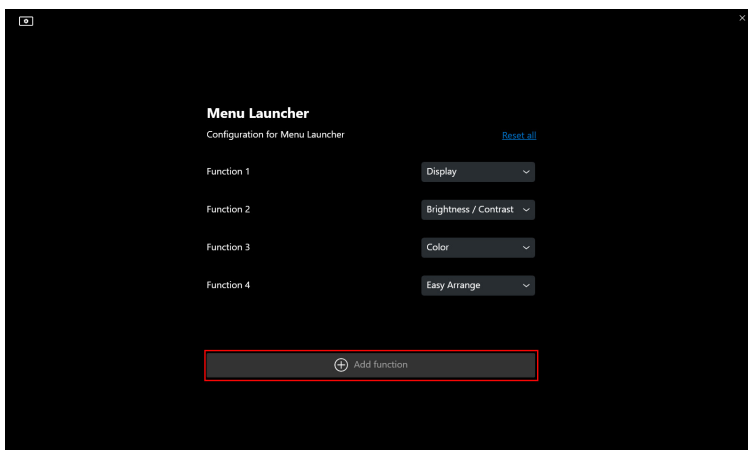 Menu Launcher
Configuration for Menu Launcher Reset all
Function 1 Display
Function 2 Brightness / Contrast
Function 3 Color
Function 4 Easy Arrange
Add function